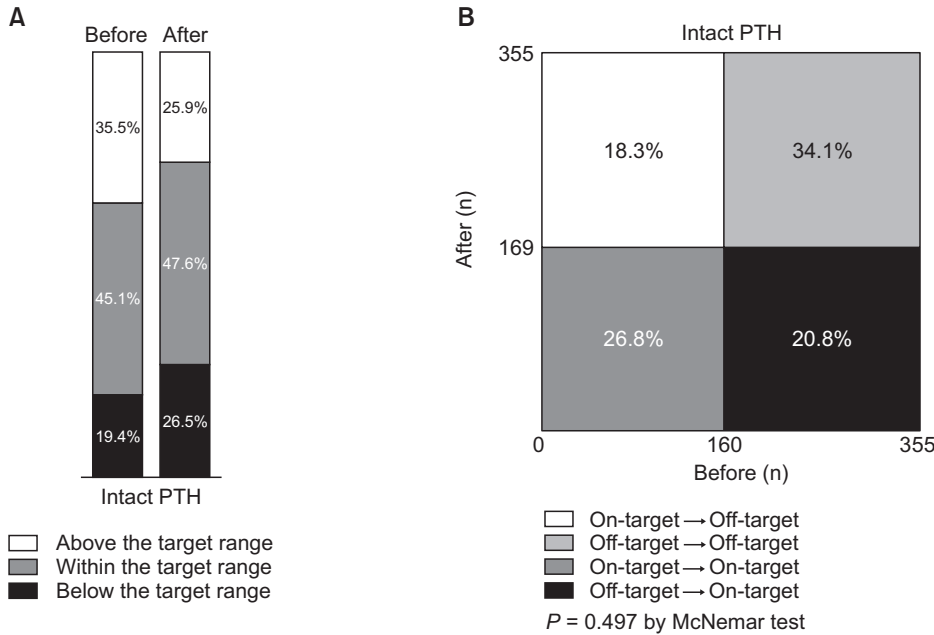 A
Before After
35.5%
25.9%
45.1%
47.6%
19.4%
26.5%
Intact PTH
Above the target range
Within the target range
Below the target range
B
Intact PTH
355
18.3%
34.1%
After (n)
169
26.8%
20.8%
0
160
355
Before (n)
On-target → Off-target
Off-target → Off-target
On-target → On-target
Off-target → On-target
P = 0.497 by McNemar test